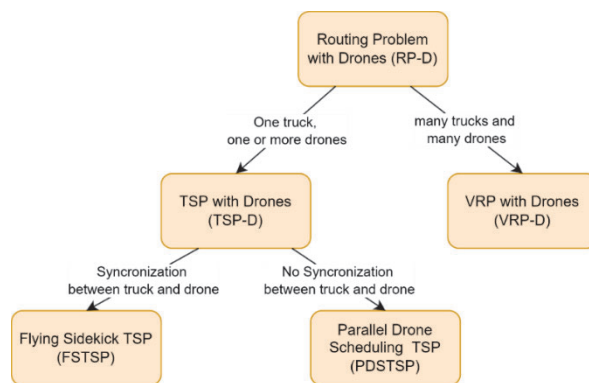 Routing Problem
with Drones (RP-D)
One truck,
one or more drones
many trucks and
many drones
TSP with Drones
(TSP-D)
VRP with Drones
(VRP-D)
Syncronization
between truck and drone
No Syncronization
between truck and drone
Flying Sidekick TSP
(FSTSP)
Parallel Drone
Scheduling TSP
(PDSTSP)